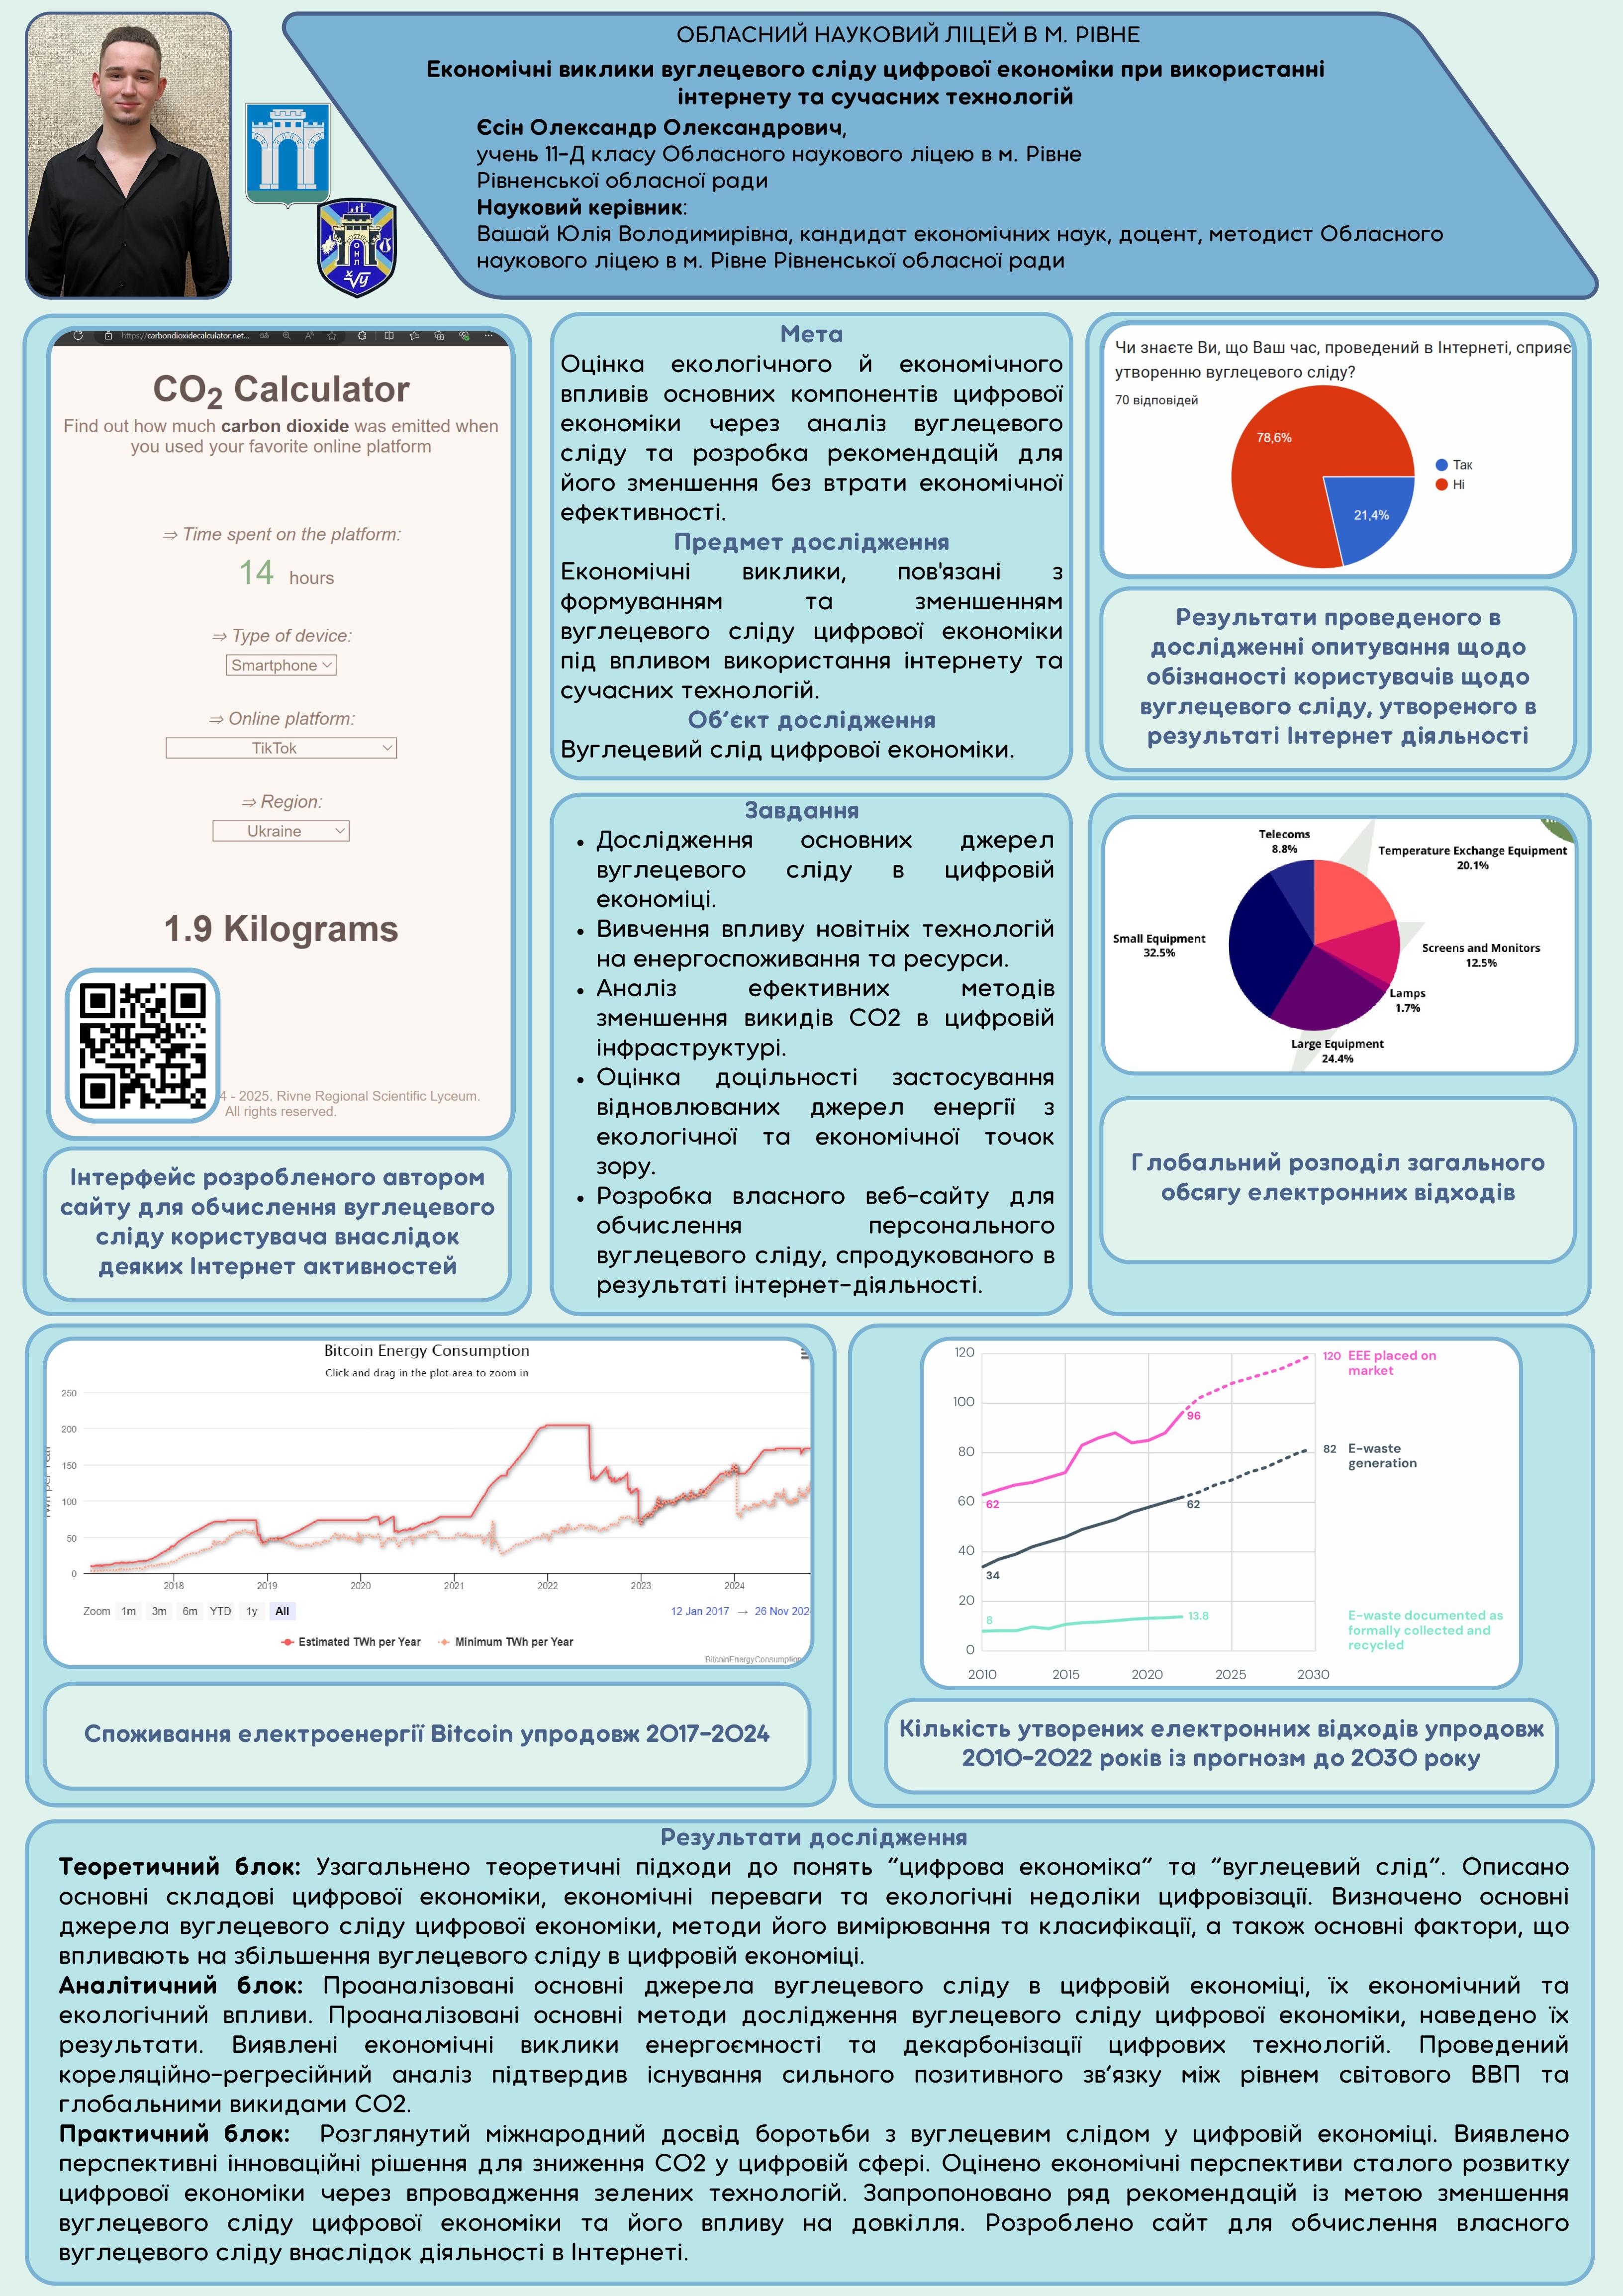 ОБЛАСНИЙ НАУКОВИЙ ЛІЦЕЙ В М. РІВНЕ
Економічні виклики вуглецевого сліду цифрової економіки при використанні
інтернету та сучасних технологій
Єсін Олександр Олександрович,
учень 11-Д класу Обласного наукового ліцею в м. Рівне
Рівненської обласної ради
Науковий керівник:
Вашай Юлія Володимирівна, кандидат економічних наук, доцент, методист Обласного
наукового ліцею в м. Рівне Рівненської обласної ради
https://carbondioxidecalculator.net...
CO2 Calculator
Find out how much carbon dioxide was emitted when
you used your favorite online platform
⇒ Time spent on the platform:
14 hours
⇒ Type of device:
Smartphone
⇒ Online platform:
TikTok
⇒ Region:
Ukraine
1.9 Kilograms
4 - 2025. Rivne Regional Scientific Lyceum.
All rights reserved.
Інтерфейс розробленого автором
сайту для обчислення вуглецевого
сліду користувача внаслідок
деяких Інтернет активностей
Мета
Оцінка екологічного й економічного
впливів основних компонентів цифрової
економіки через аналіз вуглецевого
сліду та розробка рекомендацій для
його зменшення без втрати економічної
ефективності.
Предмет дослідження
Економічні виклики, пов'язані з
формуванням та зменшенням
вуглецевого сліду цифрової економіки
під впливом використання інтернету та
сучасних технологій.
Об’єкт дослідження
Вуглецевий слід цифрової економіки.
Завдання
• Дослідження основних джерел
вуглецевого сліду в цифровій
економіці.
• Вивчення впливу новітніх технологій
на енергоспоживання та ресурси.
• Аналіз ефективних методів
зменшення викидів СО2 в цифровій
інфраструктурі.
• Оцінка доцільності застосування
відновлюваних джерел енергії з
екологічної та економічної точок
зору.
• Розробка власного веб-сайту для
обчислення персонального
вуглецевого сліду, спродукованого в
результаті інтернет-діяльності.
Чи знаєте Ви, що Ваш час, проведений в Інтернеті, сприяє
утворенню вуглецевого сліду?
70 відповідей
78,6%
21,4%
Так
Ні
Результати проведеного в
дослідженні опитування щодо
обізнаності користувачів щодо
вуглецевого сліду, утвореного в
результаті Інтернет діяльності
Telecoms
8.8%
Temperature Exchange Equipment
20.1%
Small Equipment
32.5%
Screens and Monitors
12.5%
Lamps
1.7%
Large Equipment
24.4%
Глобальний розподіл загального
обсягу електронних відходів
Bitcoin Energy Consumption
Click and drag in the plot area to zoom in
250
200
150
100
50
0
2018 2019 2020 2021 2022 2023 2024
Zoom 1m 3m 6m YTD 1y All
12 Jan 2017 → 26 Nov 202
Estimated TWh per Year Minimum TWh per Year
BitcoinEnergyConsumption
Споживання електроенергії Bitcoin упродовж 2017-2024
120
100
80
60
40
20
0
2010 2015 2020 2025 2030
120 EEE placed on
market
96
62
82 E-waste
generation
62
34
8
13.8
E-waste documented as
formally collected and
recycled
Кількість утворених електронних відходів упродовж
2010-2022 років із прогнозм до 2030 року
Результати дослідження
Теоретичний блок: Узагальнено теоретичні підходи до понять “цифрова економіка” та “вуглецевий слід”. Описано
основні складові цифрової економіки, економічні переваги та екологічні недоліки цифровізації. Визначено основні
джерела вуглецевого сліду цифрової економіки, методи його вимірювання та класифікації, а також основні фактори, що
впливають на збільшення вуглецевого сліду в цифровій економіці.
Аналітичний блок: Проаналізовані основні джерела вуглецевого сліду в цифровій економіці, їх економічний та
екологічний впливи. Проаналізовані основні методи дослідження вуглецевого сліду цифрової економіки, наведено їх
результати. Виявлені економічні виклики енергоємності та декарбонізації цифрових технологій. Проведений
кореляційно-регресійний аналіз підтвердив існування сильного позитивного зв’язку між рівнем світового ВВП та
глобальними викидами СО2.
Практичний блок: Розглянутий міжнародний досвід боротьби з вуглецевим слідом у цифровій економіці. Виявлено
перспективні інноваційні рішення для зниження СО2 у цифровій сфері. Оцінено економічні перспективи сталого розвитку
цифрової економіки через впровадження зелених технологій. Запропоновано ряд рекомендацій із метою зменшення
вуглецевого сліду цифрової економіки та його впливу на довкілля. Розроблено сайт для обчислення власного
вуглецевого сліду внаслідок діяльності в Інтернеті.